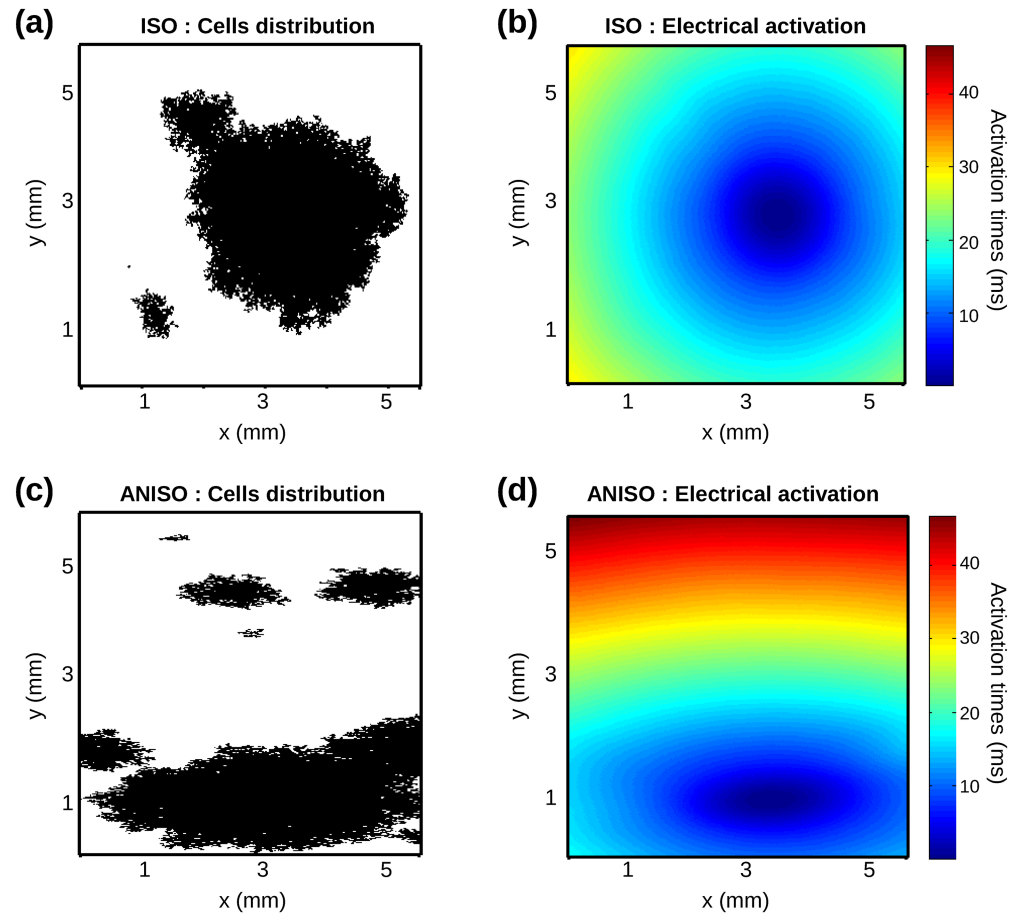 (a)
ISO : Cells distribution
5
3
1
y (mm)
1 3 5
x (mm)
(b)
ISO : Electrical activation
5
3
1
y (mm)
1 3 5
x (mm)
40
30
20
10
Activation times (ms)
(c)
ANISO : Cells distribution
5
3
1
y (mm)
1 3 5
x (mm)
(d)
ANISO : Electrical activation
5
3
1
y (mm)
1 3 5
x (mm)
40
30
20
10
Activation times (ms)